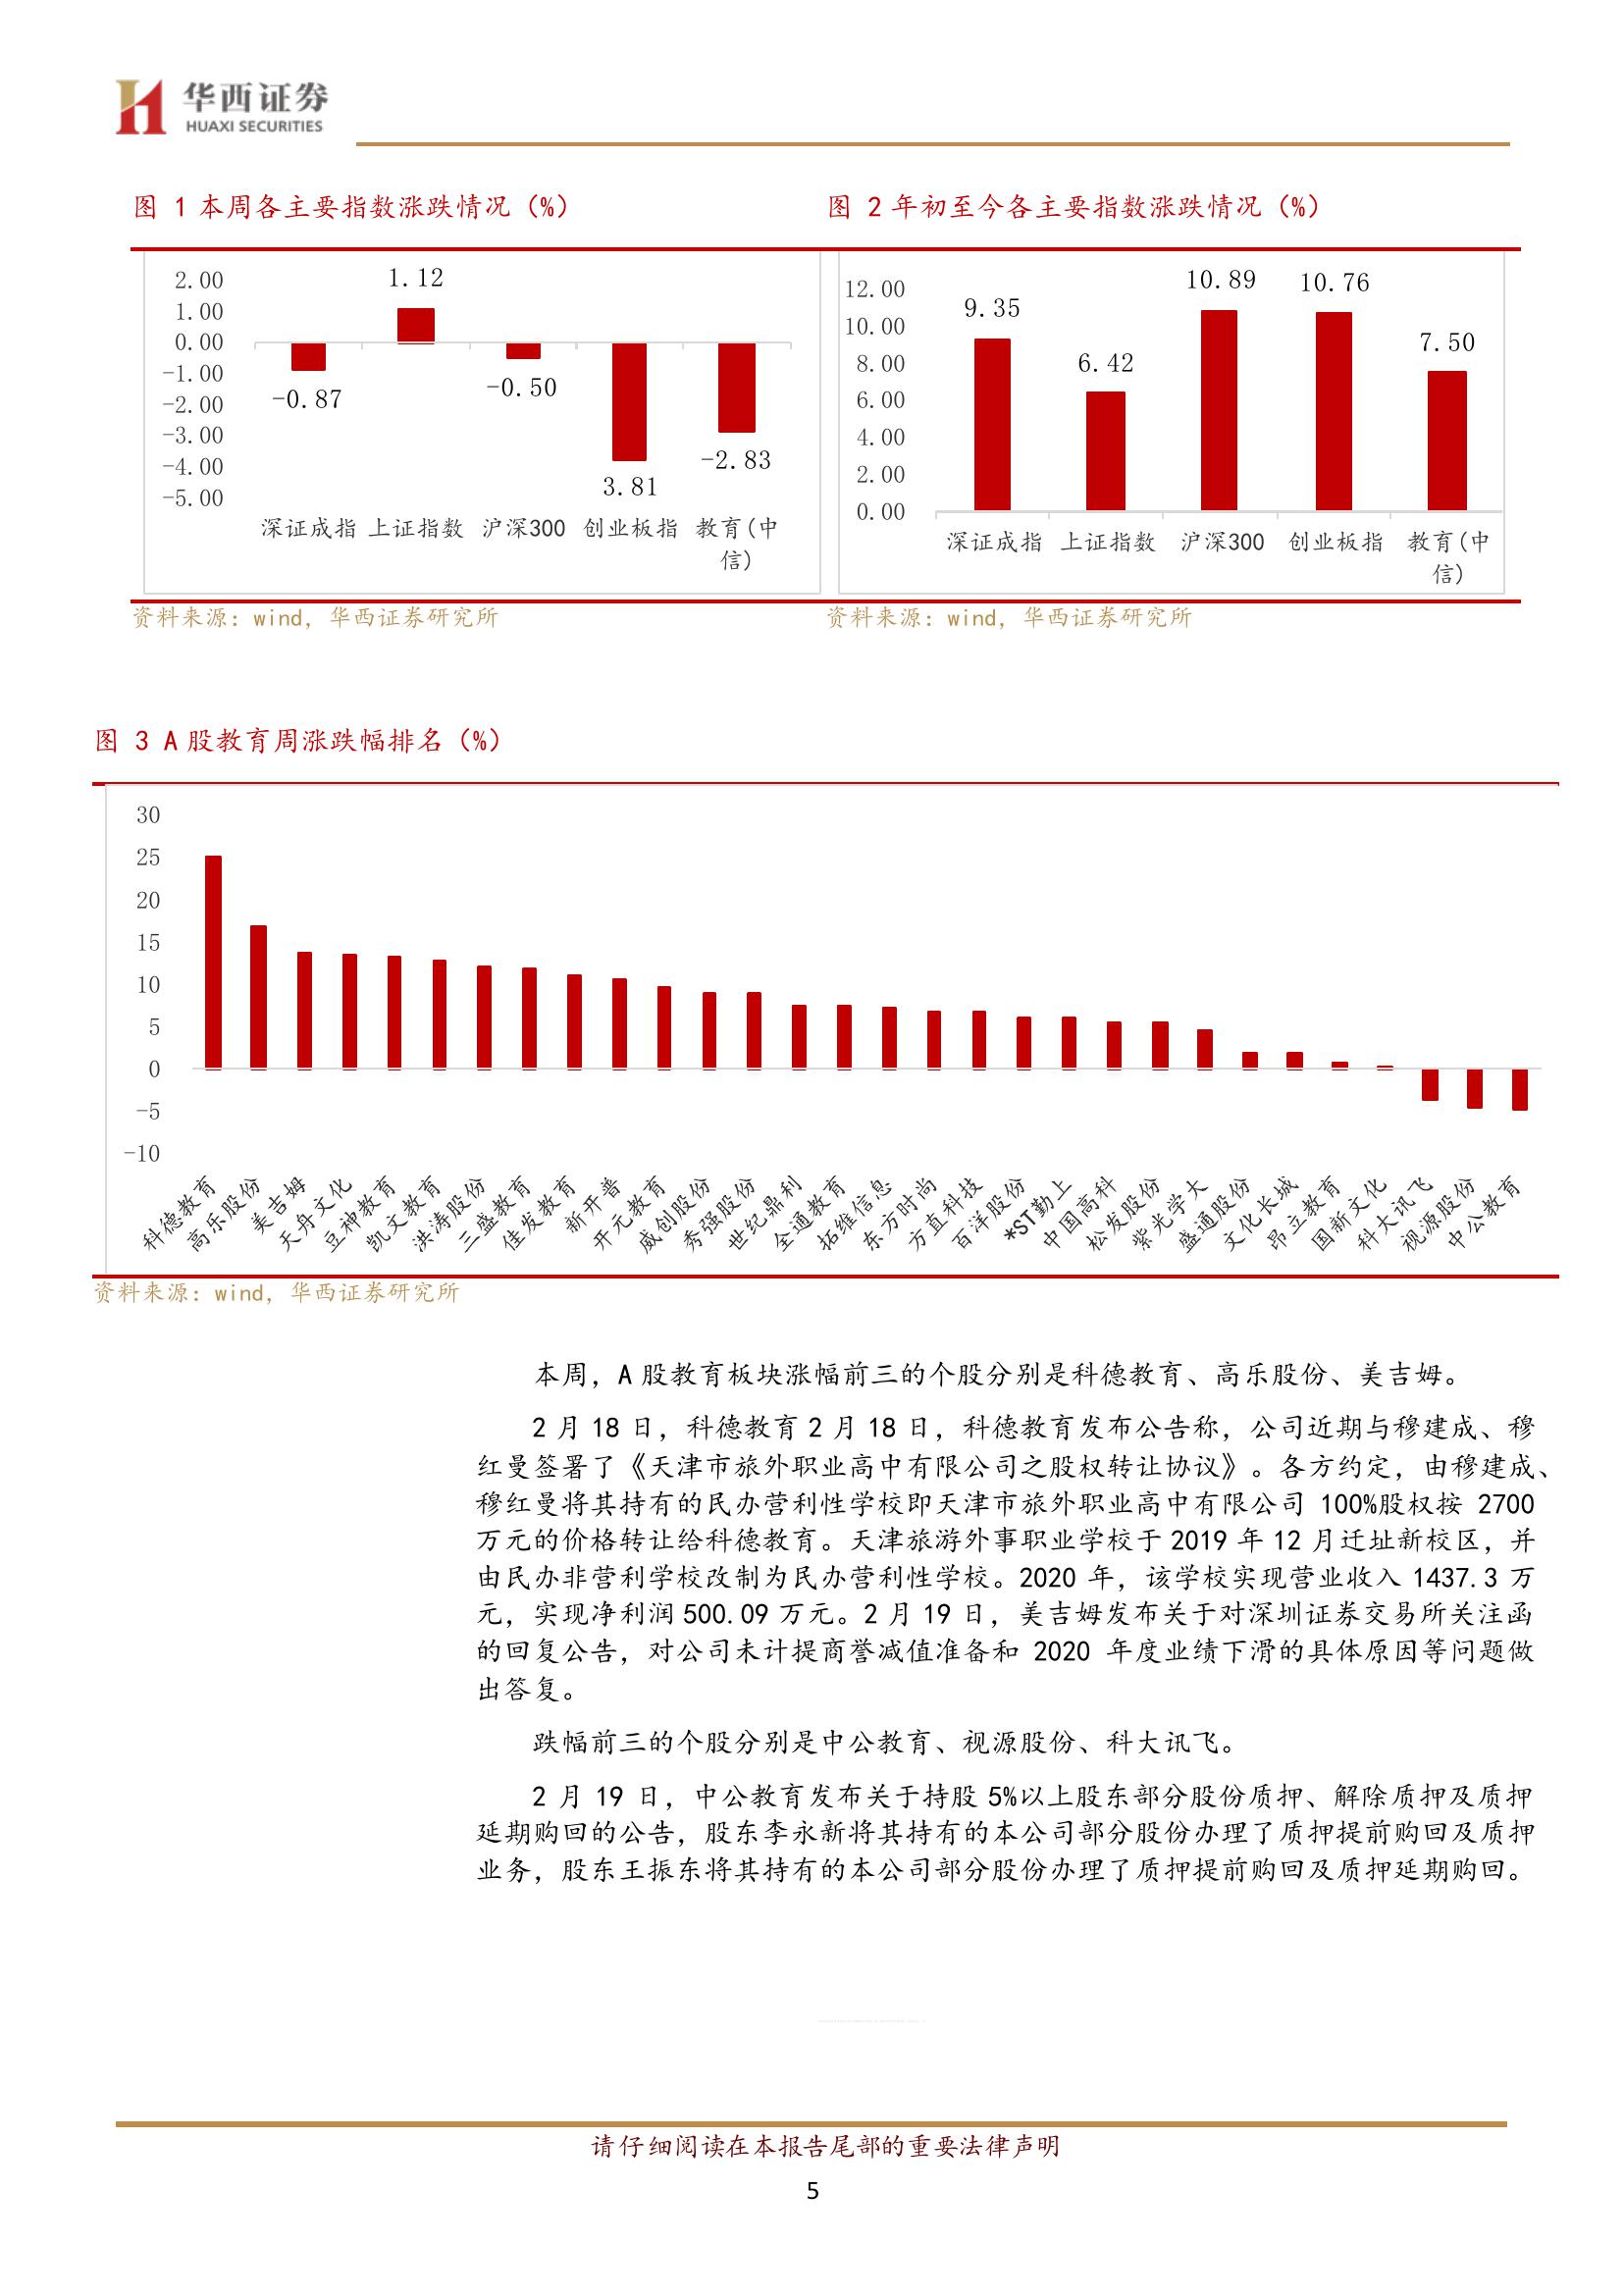 华西证券
HUAXI SECURITIES
图 1 本周各主要指数涨跌情况（%）
2.00
1.00
0.00
-1.00
-2.00
-3.00
-4.00
-5.00
-0.87
1.12
-0.50
3.81
-2.83
深证成指 上证指数 沪深300 创业板指 教育(中
信)
资料来源：wind，华西证券研究所
图 2 年初至今各主要指数涨跌情况（%）
12.00
10.00
8.00
6.00
4.00
2.00
0.00
9.35
6.42
10.89
10.76
7.50
深证成指 上证指数 沪深300 创业板指 教育(中
信)
资料来源：wind，华西证券研究所
图 3 A 股教育周涨跌幅排名（%）
30
25
20
15
10
5
0
-5
-10
科德教育
高乐股份
美吉姆
天舟文化
豆神教育
凯文教育
洪涛股份
三盛教育
佳发教育
新开普
开元教育
威创股份
秀强股份
世纪鼎利
全通教育
拓维信息
东方时尚
方直科技
百洋股份
*ST勤上
中国高科
松发股份
紫光学大
盛通股份
文化长城
昂立教育
国新文化
科大讯飞
视源股份
中公教育
资料来源：wind，华西证券研究所
本周，A 股教育板块涨幅前三的个股分别是科德教育、高乐股份、美吉姆。
2 月 18 日，科德教育 2 月 18 日，科德教育发布公告称，公司近期与穆建成、穆
红曼签署了《天津市旅外职业高中有限公司之股权转让协议》。各方约定，由穆建成、
穆红曼将其持有的民办营利性学校即天津市旅外职业高中有限公司 100%股权按 2700
万元的价格转让给科德教育。天津旅游外事职业学校于 2019 年 12 月迁址新校区，并
由民办非营利学校改制为民办营利性学校。2020 年，该学校实现营业收入 1437.3 万
元，实现净利润 500.09 万元。2 月 19 日，美吉姆发布关于对深圳证券交易所关注函
的回复公告，对公司未计提商誉减值准备和 2020 年度业绩下滑的具体原因等问题做
出答复。
跌幅前三的个股分别是中公教育、视源股份、科大讯飞。
2 月 19 日，中公教育发布关于持股 5%以上股东部分股份质押、解除质押及质押
延期购回的公告，股东李永新将其持有的本公司部分股份办理了质押提前购回及质押
业务，股东王振东将其持有的本公司部分股份办理了质押提前购回及质押延期购回。
请仔细阅读在本报告尾部的重要法律声明
5